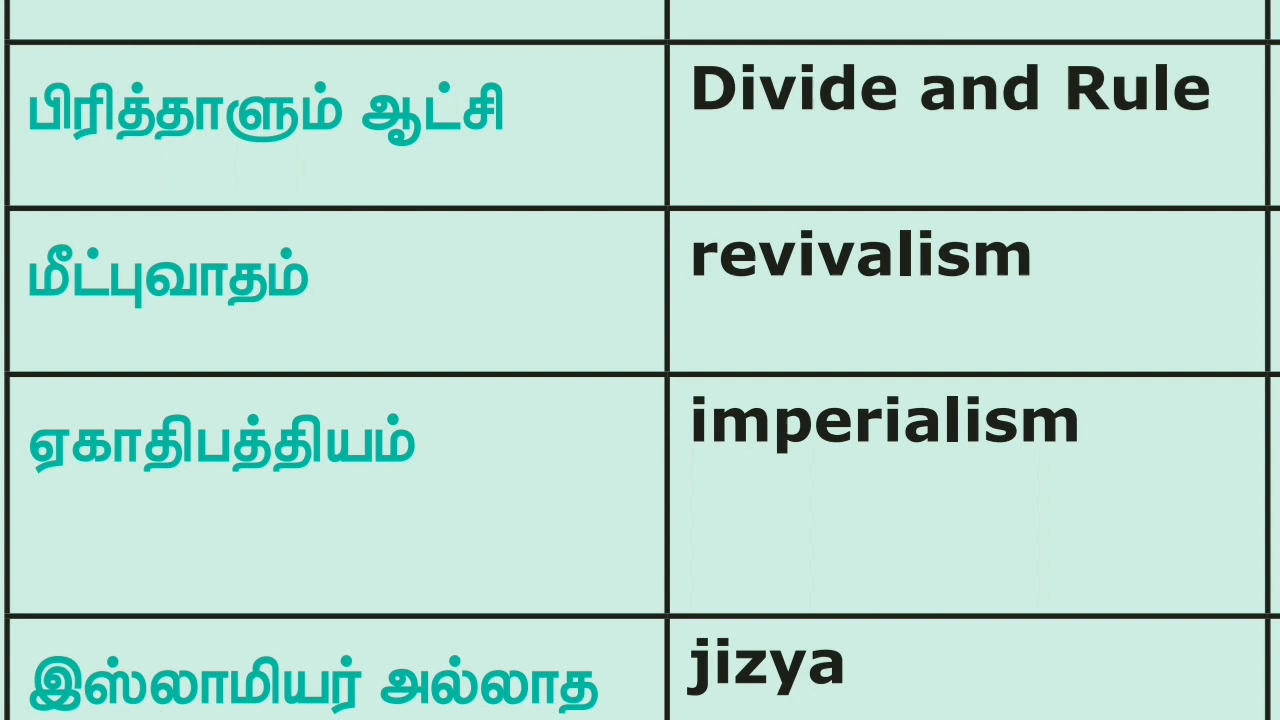 பிரித்தாளும் ஆட்சி
Divide and Rule
மீட்புவாதம்
revivalism
ஏகாதிபத்தியம்
imperialism
இஸ்லாமியர் அல்லாத
jizya